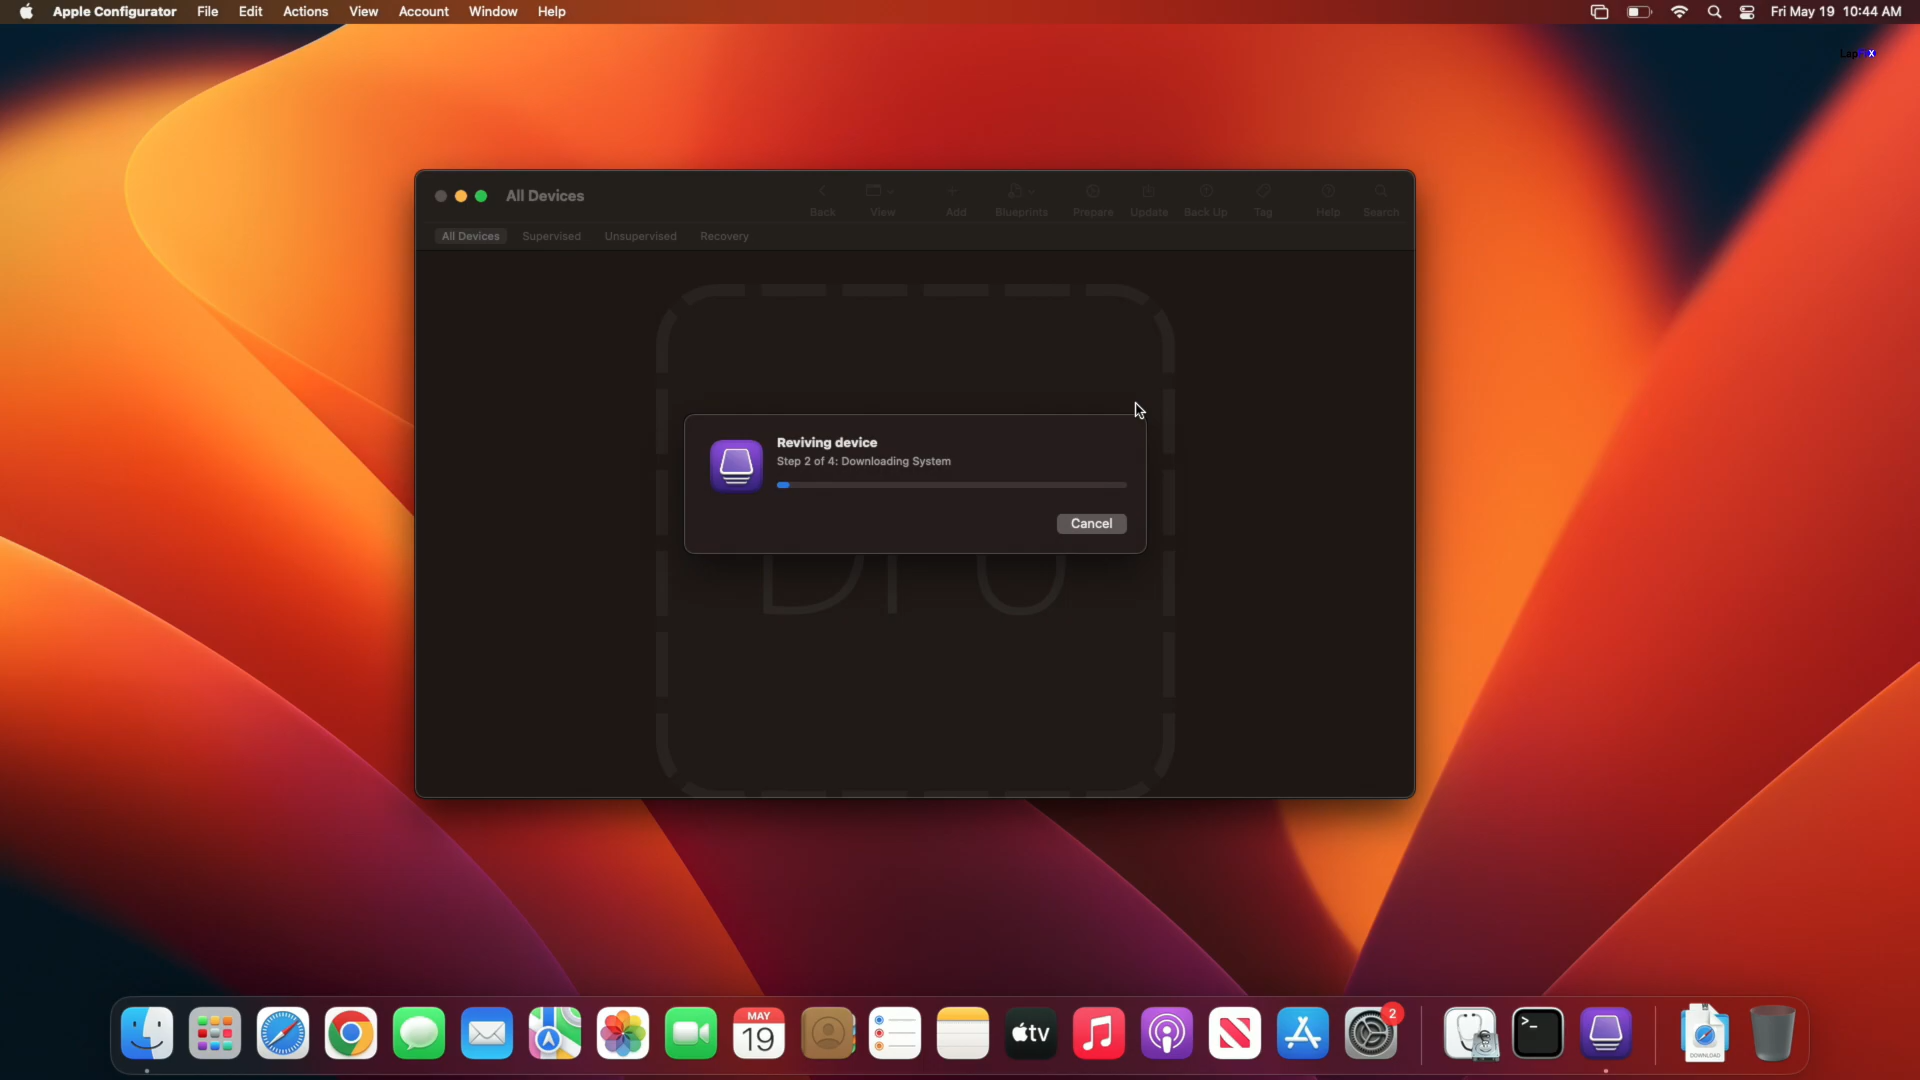 Apple Configurator File Edit Actions View Account Window Help Fri May 19 10:44 AM
LapFiX
All Devices
Back View Add Blueprints Prepare Update Back Up Tag Help Search
All Devices Supervised Unsupervised Recovery
Reviving device
Step 2 of 4: Downloading System
Cancel
DFU
MAY
19
tv
2
>_
DOWNLOAD